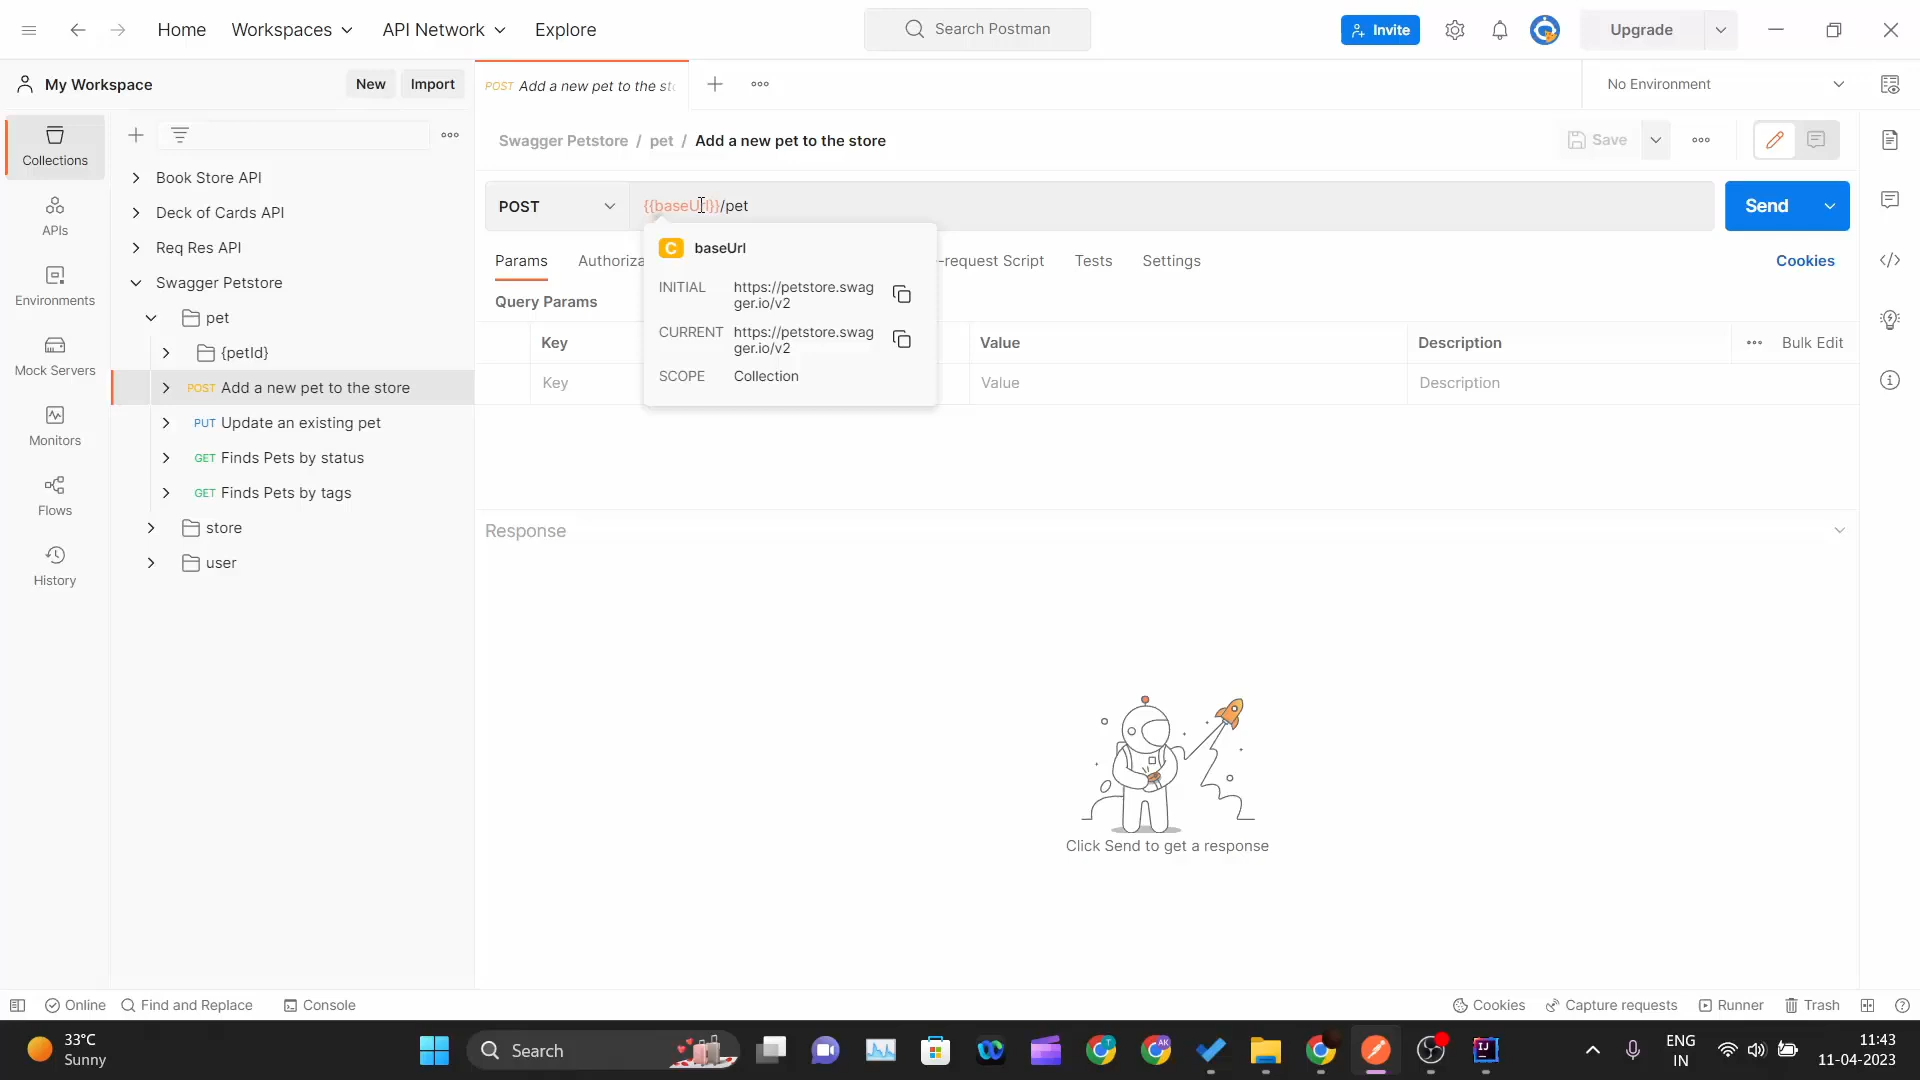 Home
Workspaces
API Network
Explore
Search Postman
Invite
Upgrade
My Workspace
New
Import
POST Add a new pet to the sto
No Environment
Collections
APIs
Environments
Mock Servers
Monitors
Flows
History
Book Store API
Deck of Cards API
Req Res API
Swagger Petstore
pet
{petId}
POST Add a new pet to the store
PUT Update an existing pet
GET Finds Pets by status
GET Finds Pets by tags
store
user
Swagger Petstore / pet / Add a new pet to the store
Save
POST
{{baseUrl}}/pet
Send
C baseUrl
INITIAL https://petstore.swag
ger.io/v2
CURRENT https://petstore.swag
ger.io/v2
SCOPE Collection
Params
Authoriza
-request Script
Tests
Settings
Cookies
Query Params
Key
Value
Description
Bulk Edit
Key
Value
Description
Response
Click Send to get a response
Online
Find and Replace
Console
Cookies
Capture requests
Runner
Trash
33°C
Sunny
Search
T
AK
IJ
ENG
IN
11:43
11-04-2023